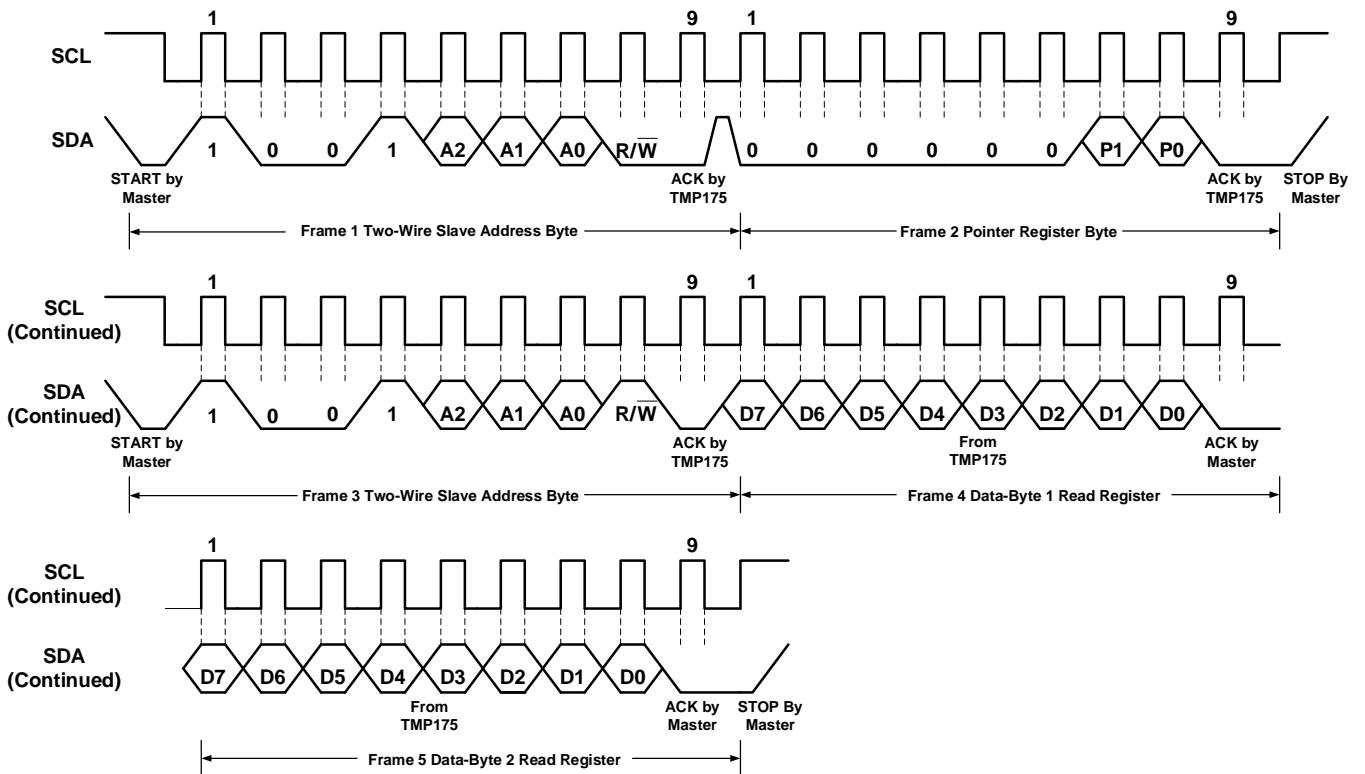 1 9 1 9
SCL
SDA
1 0 0 1 A2 A1 A0 R/W̅ 0 0 0 0 0 0 P1 P0
START by
Master
ACK by
TMP175
ACK by
TMP175
STOP By
Master
Frame 1 Two-Wire Slave Address Byte
Frame 2 Pointer Register Byte
1 9 1 9
SCL
(Continued)
SDA
(Continued)
1 0 0 1 A2 A1 A0 R/W̅ D7 D6 D5 D4 D3 D2 D1 D0
START by
Master
ACK by
TMP175
From
TMP175
ACK by
Master
Frame 3 Two-Wire Slave Address Byte
Frame 4 Data-Byte 1 Read Register
1 9
SCL
(Continued)
SDA
(Continued)
D7 D6 D5 D4 D3 D2 D1 D0
From
TMP175
ACK by
Master
STOP By
Master
Frame 5 Data-Byte 2 Read Register